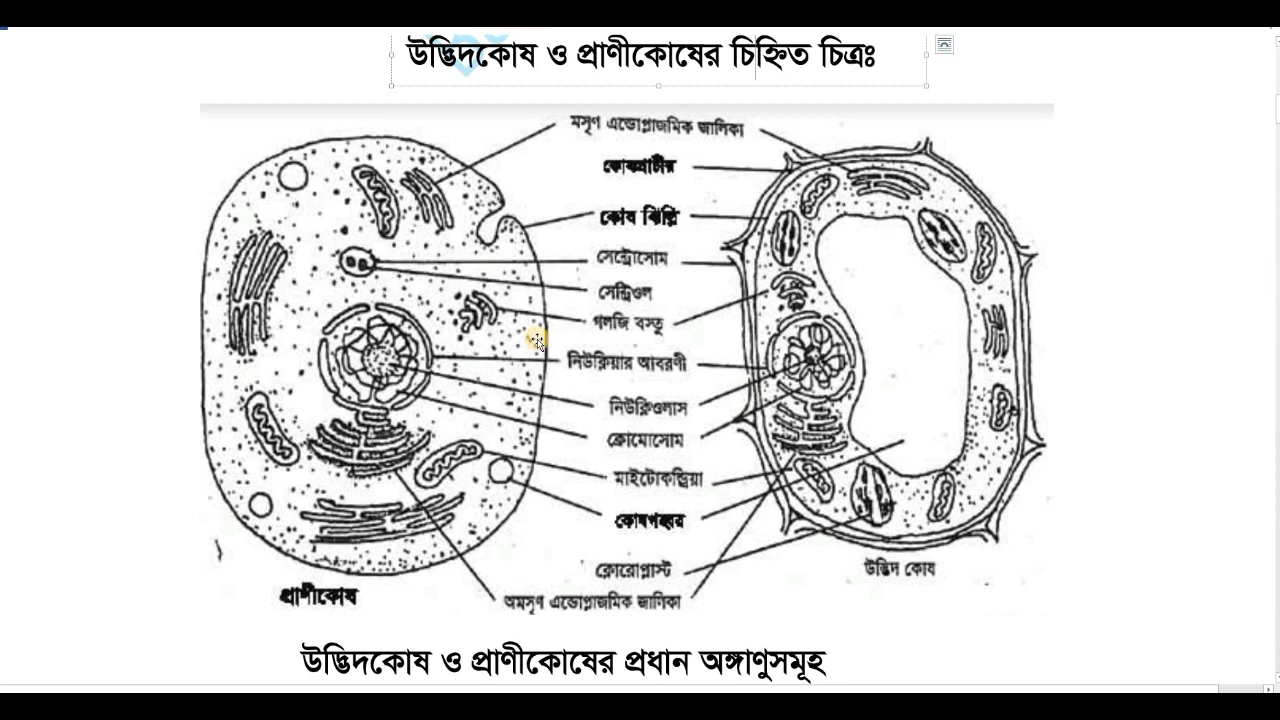 উদ্ভিদকোষ ও প্রাণীকোষের চিহ্নিত চিত্রঃ
মসৃণ এন্ডোপ্লাজমিক জালিকা
কোষপ্রাচীর
কোষ ঝিল্লি
সেন্ট্রোসোম
সেন্ট্রিওল
গলজি বস্তু
নিউক্লিয়ার আবরণী
নিউক্লিওলাস
ক্রোমোসোম
মাইটোকন্ড্রিয়া
কোষগহ্বর
ক্লোরোপ্লাস্ট
উদ্ভিদ কোষ
প্রাণীকোষ
অমসৃণ এন্ডোপ্লাজমিক জালিকা
উদ্ভিদকোষ ও প্রাণীকোষের প্রধান অঙ্গাণুসমূহ